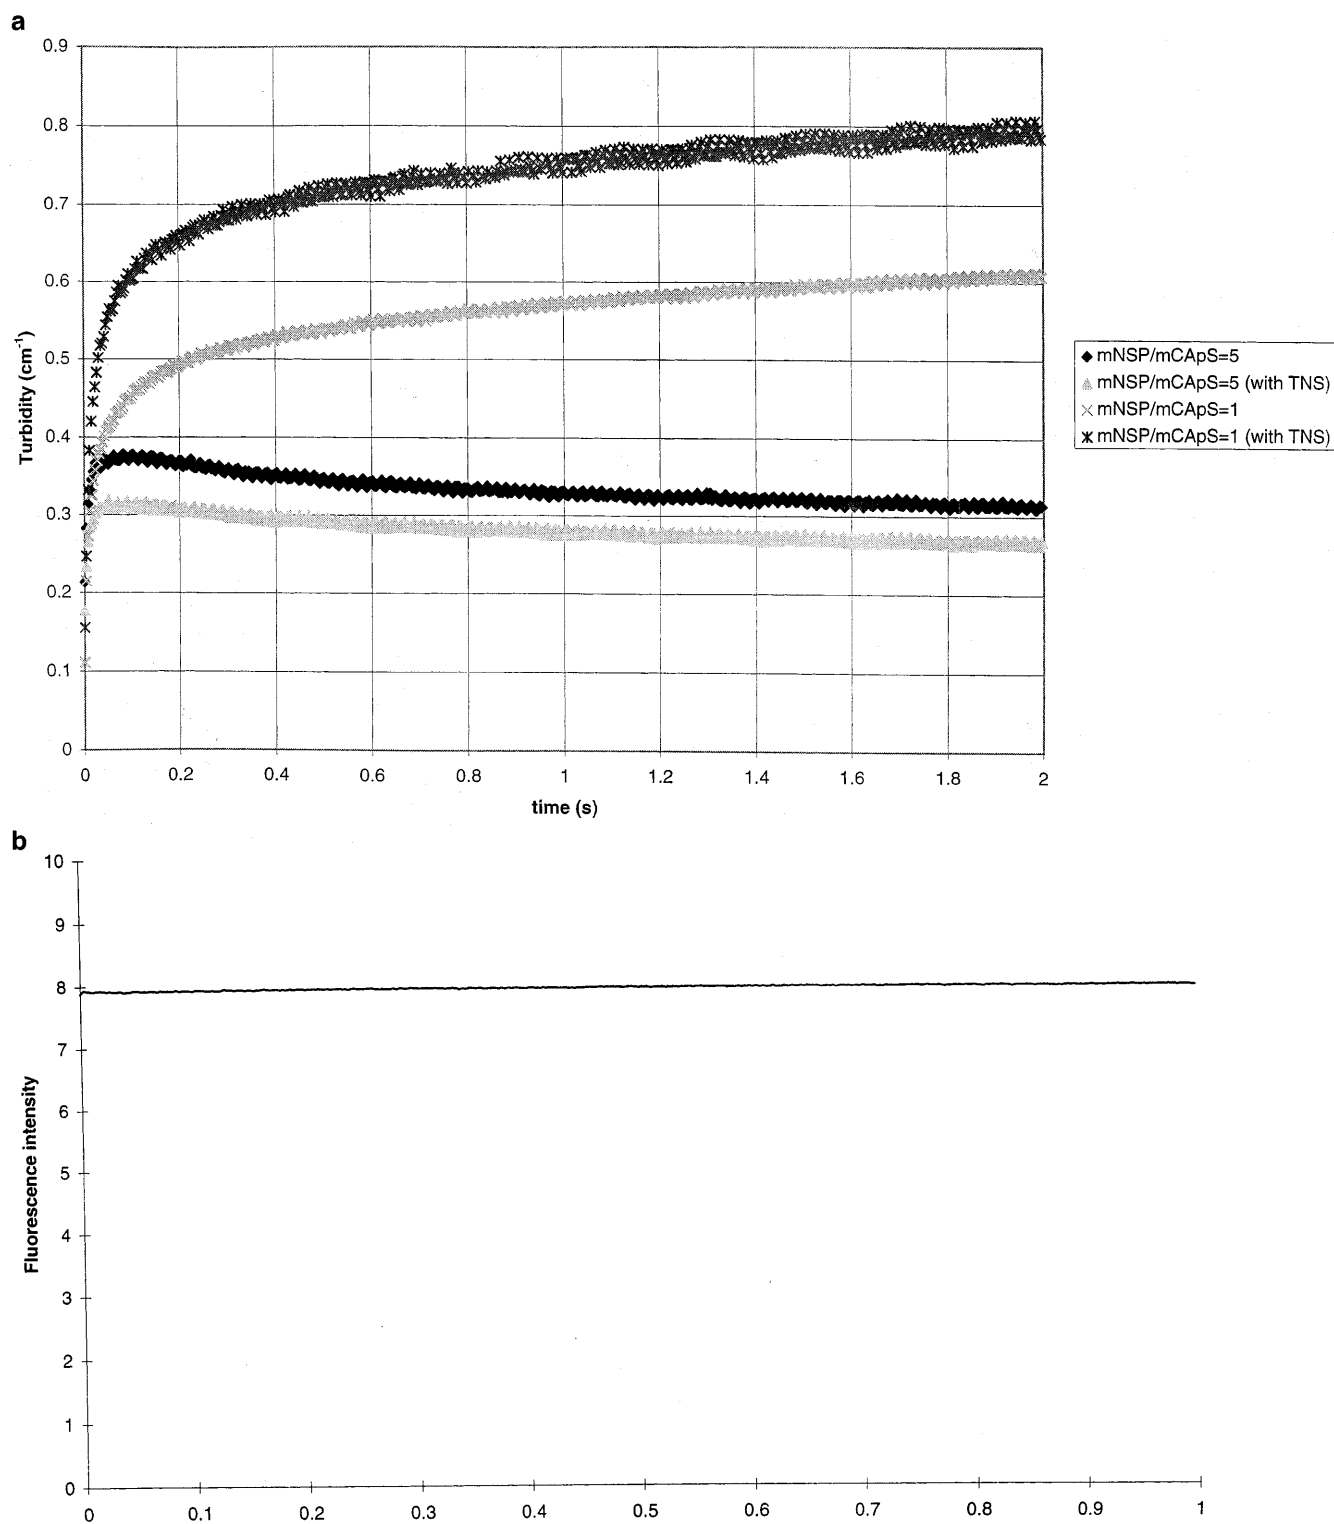 a
0.9
0.8
0.7
0.6
0.5
0.4
0.3
0.2
0.1
0
Turbidity (cm-1)
0 0.2 0.4 0.6 0.8 1 1.2 1.4 1.6 1.8 2
time (s)
mNSP/mCApS=5
mNSP/mCApS=5 (with TNS)
mNSP/mCApS=1
mNSP/mCApS=1 (with TNS)
b
10
9
8
7
6
5
4
3
2
1
0
Fluorescence intensity
0 0.1 0.2 0.3 0.4 0.5 0.6 0.7 0.8 0.9 1